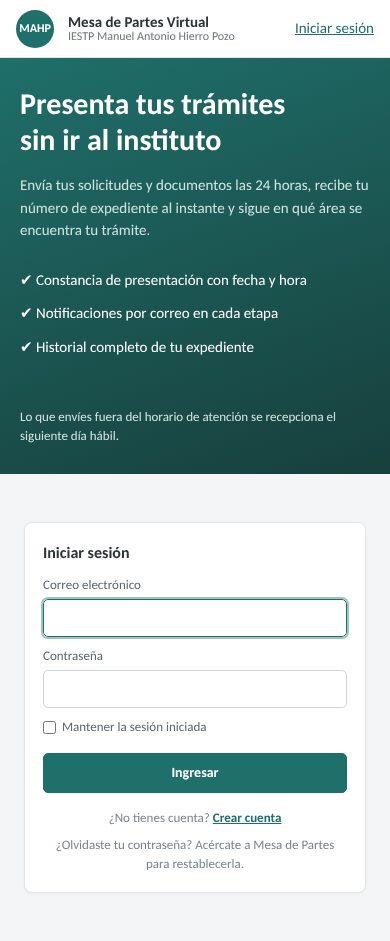 MAHP
Mesa de Partes Virtual
IESTP Manuel Antonio Hierro Pozo
Iniciar sesión
Presenta tus trámites
sin ir al instituto
Envía tus solicitudes y documentos las 24 horas, recibe tu
número de expediente al instante y sigue en qué área se
encuentra tu trámite.
✔ Constancia de presentación con fecha y hora
✔ Notificaciones por correo en cada etapa
✔ Historial completo de tu expediente
Lo que envíes fuera del horario de atención se recepciona el
siguiente día hábil.
Iniciar sesión
Correo electrónico
Contraseña
Mantener la sesión iniciada
Ingresar
¿No tienes cuenta? Crear cuenta
¿Olvidaste tu contraseña? Acércate a Mesa de Partes
para restablecerla.